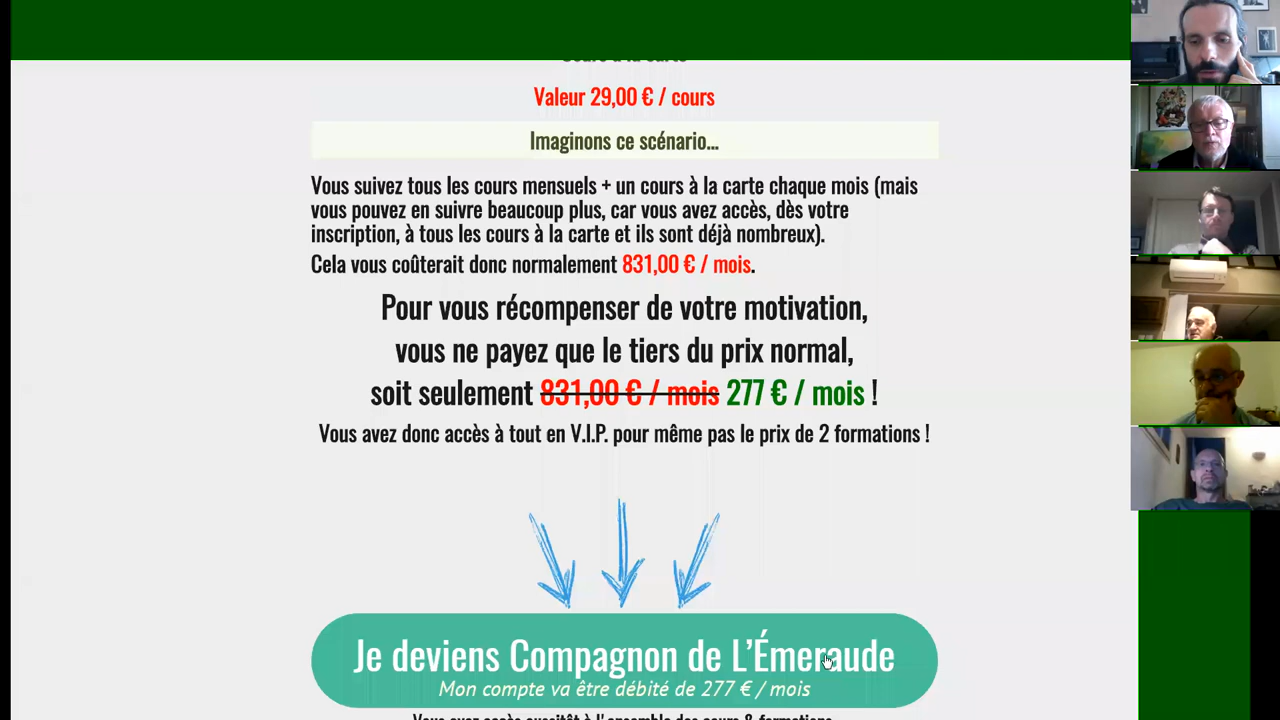 Valeur 29,00 € / cours
Imaginons ce scénario...
Vous suivez tous les cours mensuels + un cours à la carte chaque mois (mais
vous pouvez en suivre beaucoup plus, car vous avez accès, dès votre
inscription, à tous les cours à la carte et ils sont déjà nombreux).
Cela vous coûterait donc normalement 831,00 € / mois.
Pour vous récompenser de votre motivation,
vous ne payez que le tiers du prix normal,
soit seulement 831,00 € / mois 277 € / mois !
Vous avez donc accès à tout en V.I.P. pour même pas le prix de 2 formations !
Je deviens Compagnon de L'Émeraude
Mon compte va être débité de 277 € / mois